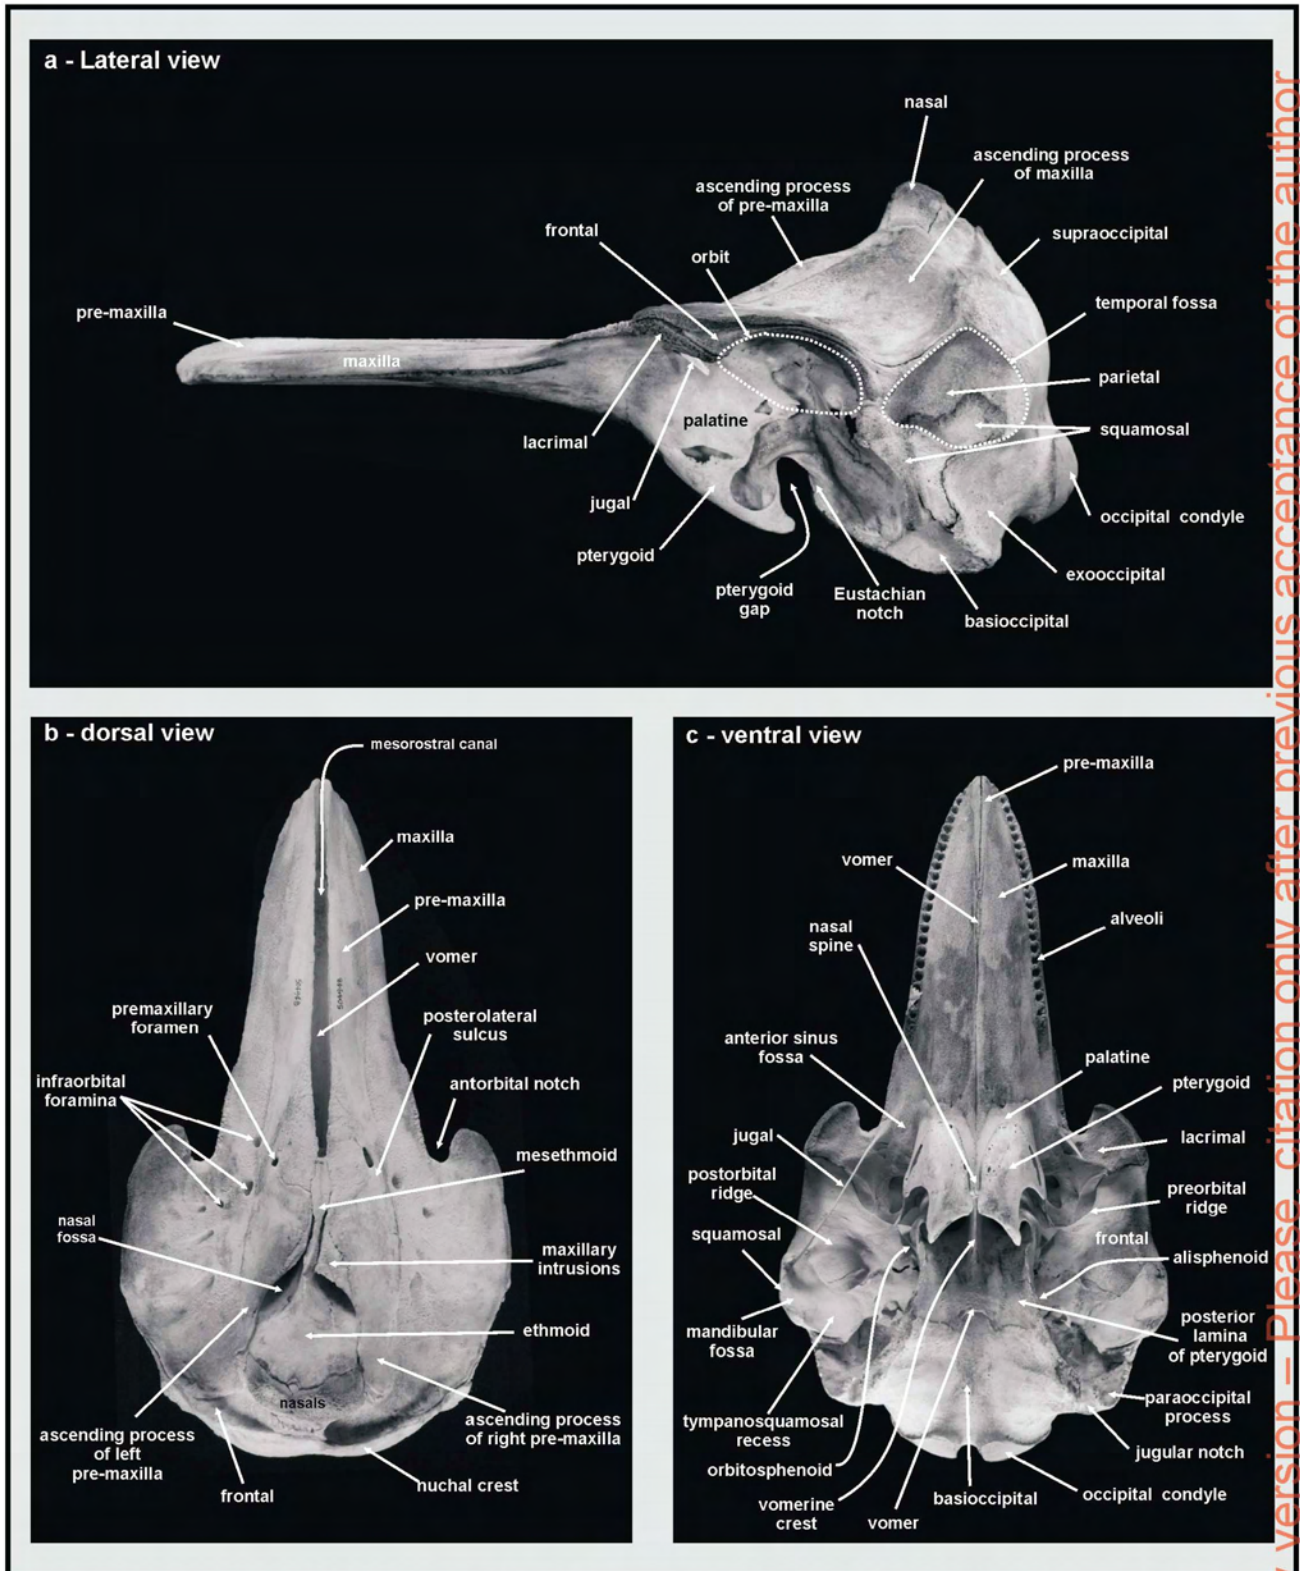 a - Lateral view
nasal
ascending process
of maxilla
ascending process
of pre-maxilla
frontal
supraoccipital
orbit
temporal fossa
pre-maxilla
maxilla
parietal
palatine
squamosal
lacrimal
jugal
occipital condyle
pterygoid
exooccipital
pterygoid
gap
Eustachian
notch
basioccipital
b - dorsal view
mesorostral canal
maxilla
pre-maxilla
vomer
premaxillary
foramen
posterolateral
sulcus
infraorbital
foramina
antorbital notch
mesethmoid
nasal
fossa
maxillary
intrusions
ethmoid
nasals
ascending process
of left
pre-maxilla
ascending process
of right pre-maxilla
nuchal crest
frontal
c - ventral view
pre-maxilla
vomer
maxilla
nasal
spine
alveoli
anterior sinus
fossa
palatine
pterygoid
jugal
lacrimal
postorbital
ridge
preorbital
ridge
squamosal
frontal
alisphenoid
mandibular
fossa
posterior
lamina
of pterygoid
paraoccipital
process
tympanosquamosal
recess
jugular notch
orbitosphenoid
basioccipital
occipital condyle
vomerine
crest
vomer
version – Please, citation only after previous acceptance of the author